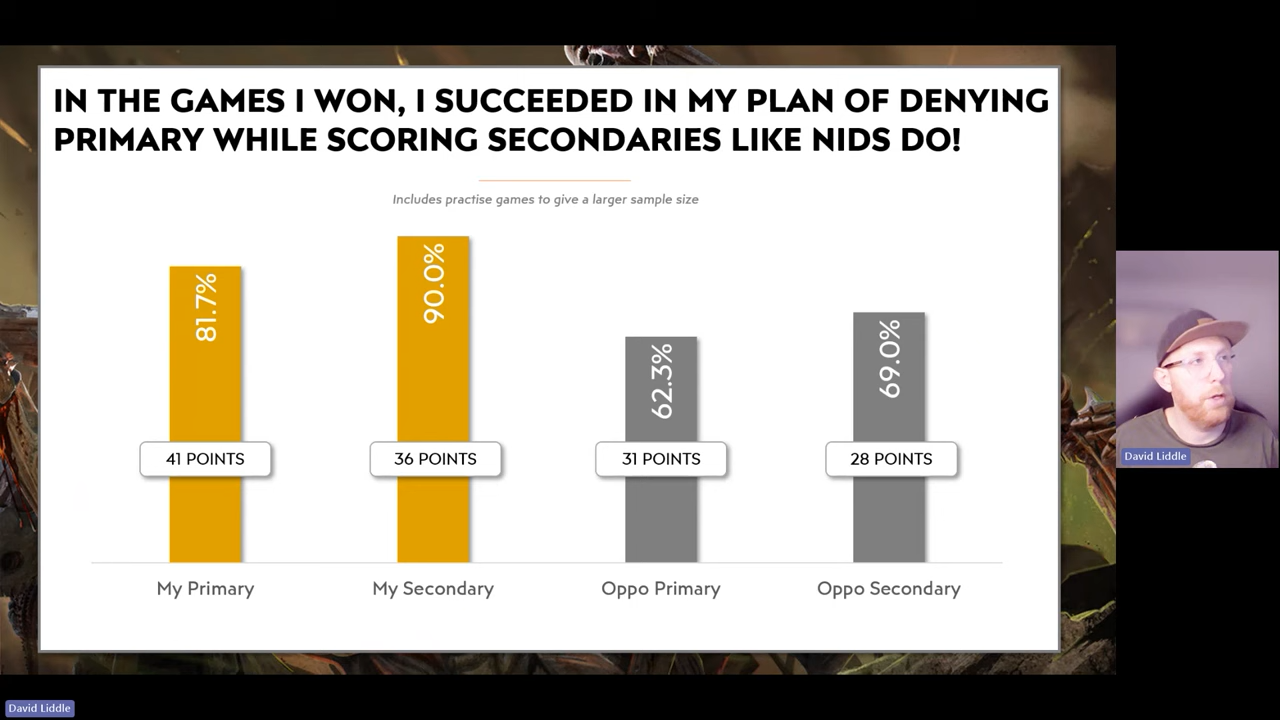 IN THE GAMES I WON, I SUCCEEDED IN MY PLAN OF DENYING
PRIMARY WHILE SCORING SECONDARIES LIKE NIDS DO!
Includes practise games to give a larger sample size
81.7%
90.0%
62.3%
69.0%
41 POINTS
36 POINTS
31 POINTS
28 POINTS
My Primary
My Secondary
Oppo Primary
Oppo Secondary
David Liddle
David Liddle